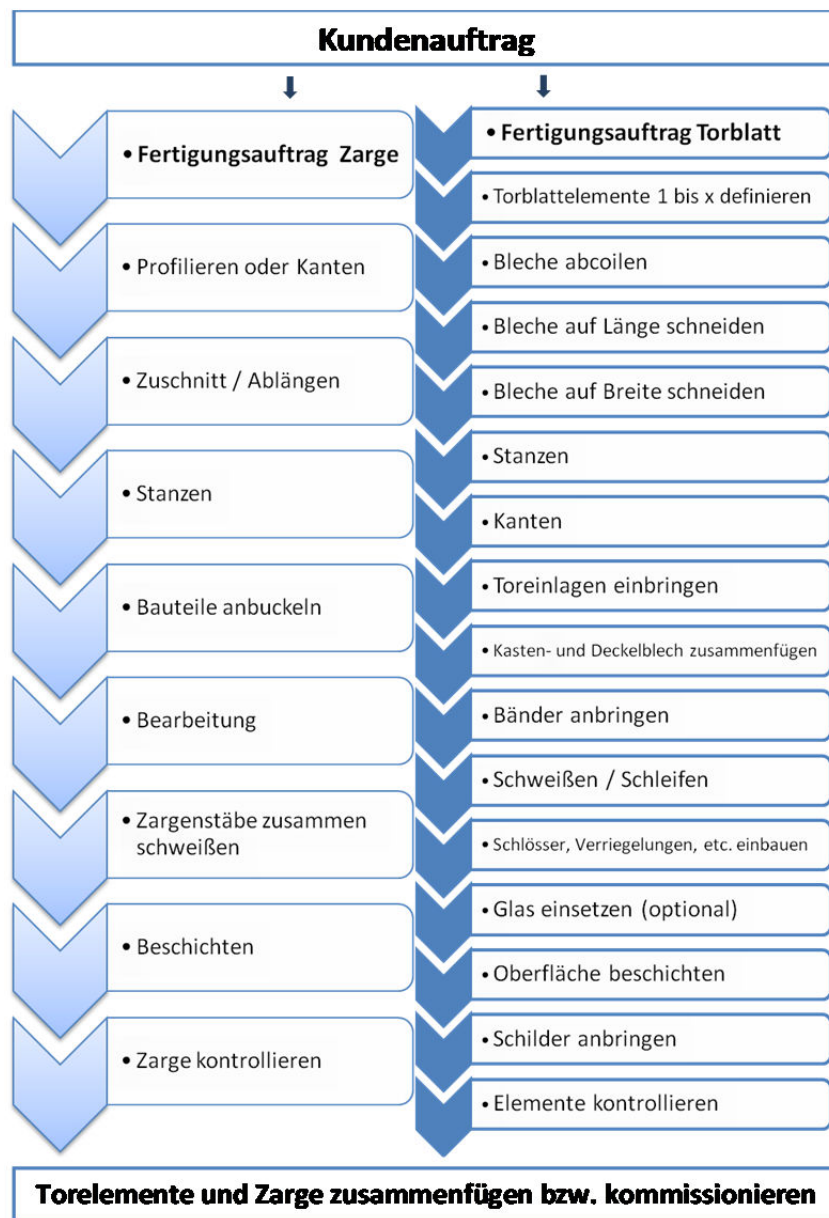 Kundenauftrag
• Fertigungsauftrag Zarge
• Profilieren oder Kanten
• Zuschnitt / Ablängen
• Stanzen
• Bauteile anbuckeln
• Bearbeitung
• Zargenstäbe zusammen
schweißen
• Beschichten
• Zarge kontrollieren
• Fertigungsauftrag Torblatt
• Torblattelemente 1 bis x definieren
• Bleche abcoilen
• Bleche auf Länge schneiden
• Bleche auf Breite schneiden
• Stanzen
• Kanten
• Toreinlagen einbringen
• Kasten- und Deckelblech zusammenfügen
• Bänder anbringen
• Schweißen / Schleifen
• Schlösser, Verriegelungen, etc. einbauen
• Glas einsetzen (optional)
• Oberfläche beschichten
• Schilder anbringen
• Elemente kontrollieren
Torelemente und Zarge zusammenfügen bzw. kommissionieren